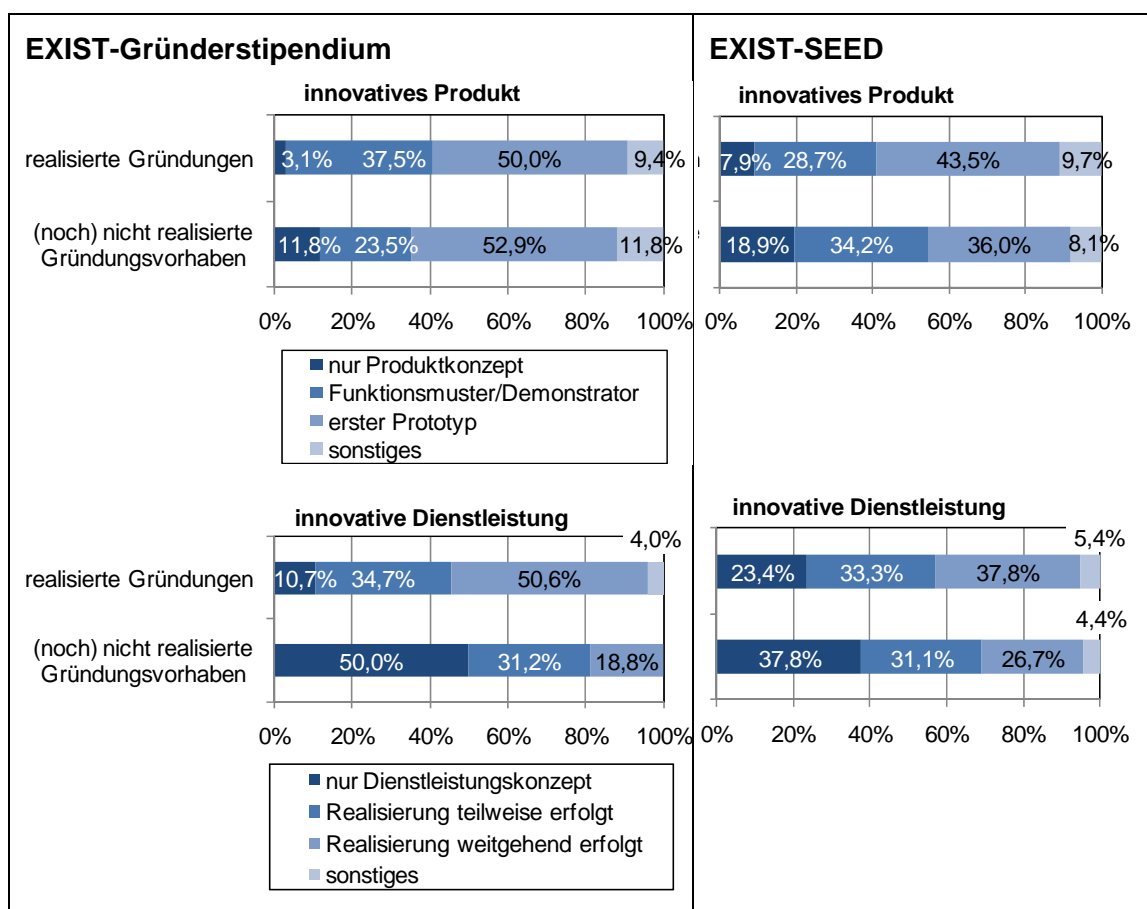 EXIST-Gründerstipendium
innovatives Produkt
realisierte Gründungen
3,1% 37,5% 50,0% 9,4%
(noch) nicht realisierte
Gründungsvorhaben
11,8% 23,5% 52,9% 11,8%
0% 20% 40% 60% 80% 100%
nur Produktkonzept
Funktionsmuster/Demonstrator
erster Prototyp
sonstiges
innovative Dienstleistung
4,0%
realisierte Gründungen
10,7% 34,7% 50,6%
(noch) nicht realisierte
Gründungsvorhaben
50,0% 31,2% 18,8%
0% 20% 40% 60% 80% 100%
nur Dienstleistungskonzept
Realisierung teilweise erfolgt
Realisierung weitgehend erfolgt
sonstiges
EXIST-SEED
innovatives Produkt
7,9% 28,7% 43,5% 9,7%
18,9% 34,2% 36,0% 8,1%
0% 20% 40% 60% 80% 100%
innovative Dienstleistung
5,4%
23,4% 33,3% 37,8%
4,4%
37,8% 31,1% 26,7%
0% 20% 40% 60% 80% 100%